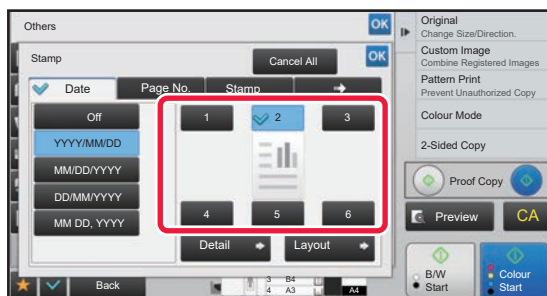 Others
OK
Stamp
Cancel All
OK
Date
Page No.
Stamp
Off
YYYY/MM/DD
MM/DD/YYYY
DD/MM/YYYY
MM DD, YYYY
1
2
3
4
5
6
Detail
Layout
Back
3 B4
4 A3
A4
Original
Change Size/Direction.
Custom Image
Combine Registered Images
Pattern Print
Prevent Unauthorized Copy
Colour Mode
2-Sided Copy
Proof Copy
Preview
CA
B/W
Start
Colour
Start